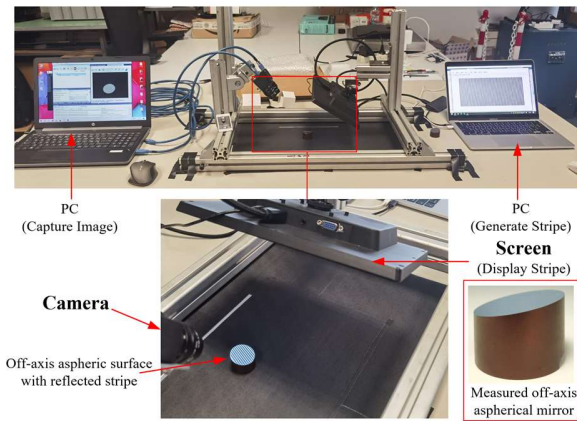 PC
(Capture Image)
PC
(Generate Stripe)
Screen
(Display Stripe)
Camera
Off-axis aspheric surface
with reflected stripe
Measured off-axis
aspherical mirror